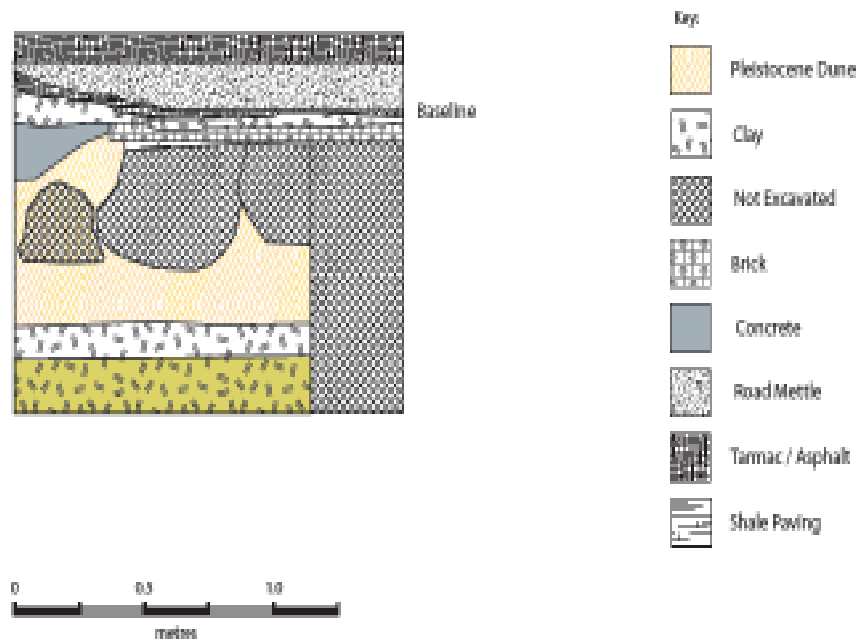 Key:
Pleistocene Dune
Baseline
Clay
Not Excavated
Brick
Concrete
Road Mettle
Tarmac / Asphalt
Shale Paving
0 0.5 1.0
metres